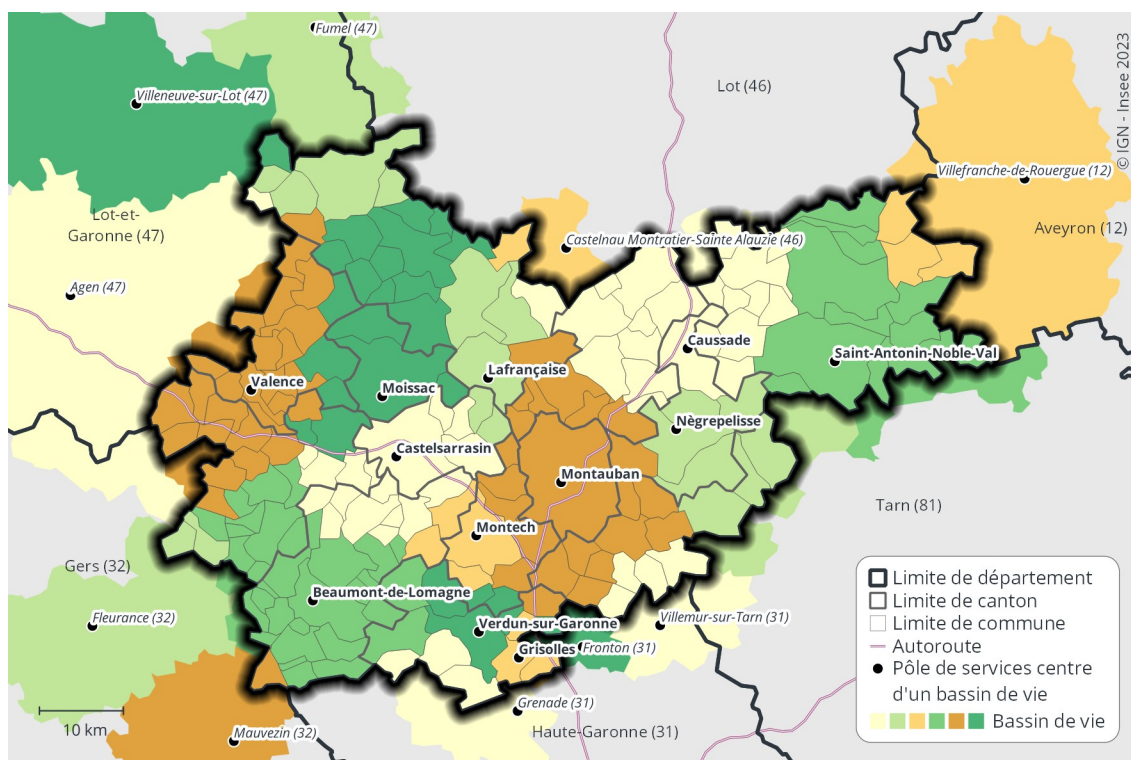 Fumel (47)
© IGN - Insee 2023
Lot (46)
Villeneuve-sur-Lot (47)
Villefranche-de-Rouergue (12)
Lot-et-
Garonne (47)
Aveyron (12)
Castelnau Montratier-Sainte Alauzie (46)
Agen (47)
Caussade
Saint-Antonin-Noble-Val
Lafrançaise
Valence
Moissac
Nègrepelisse
Castelsarrasin
Montauban
Tarn (81)
Montech
Gers (32)
Beaumont-de-Lomagne
Fleurance (32)
Verdun-sur-Garonne
Villemur-sur-Tarn (31)
Grisolles
Fronton (31)
Grenade (31)
10 km
Mauvezin (32)
Haute-Garonne (31)
Limite de département
Limite de canton
Limite de commune
Autoroute
Pôle de services centre
d'un bassin de vie
Bassin de vie